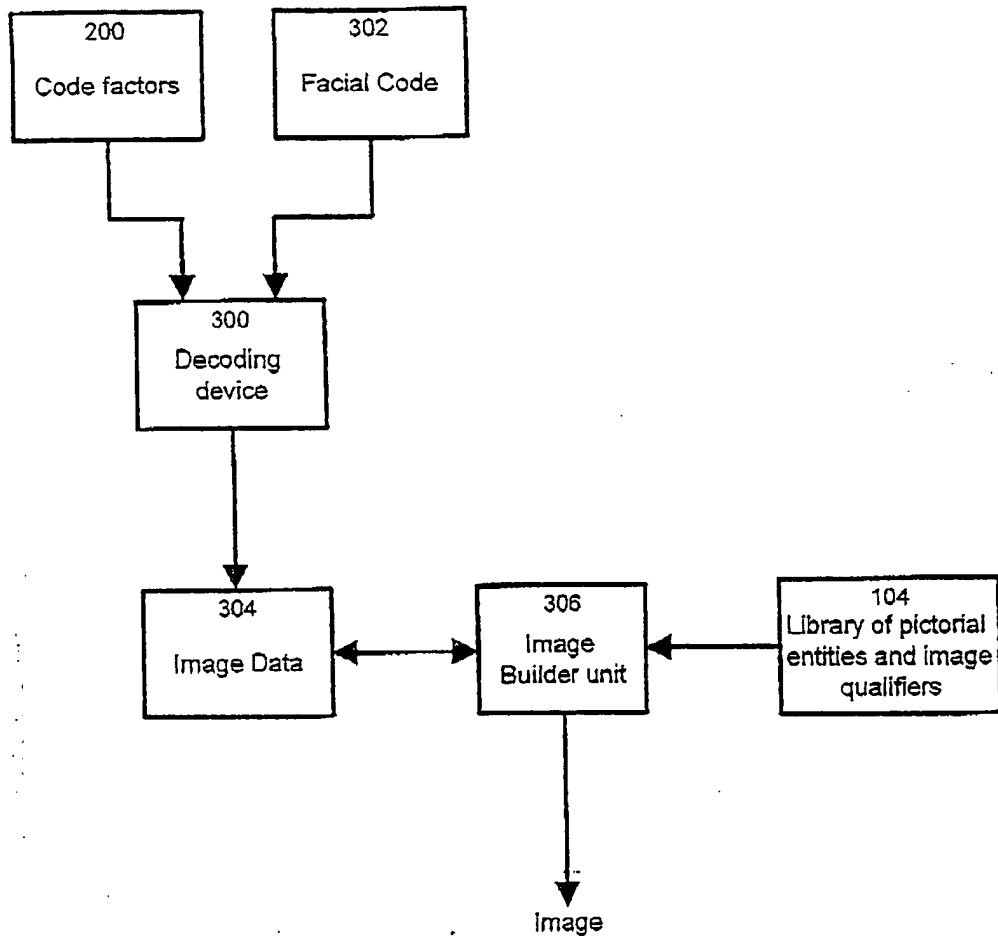 200
Code factors
302
Facial Code
300
Decoding
device
304
Image Data
306
Image
Builder unit
104
Library of pictorial
entities and image
qualifiers
Image